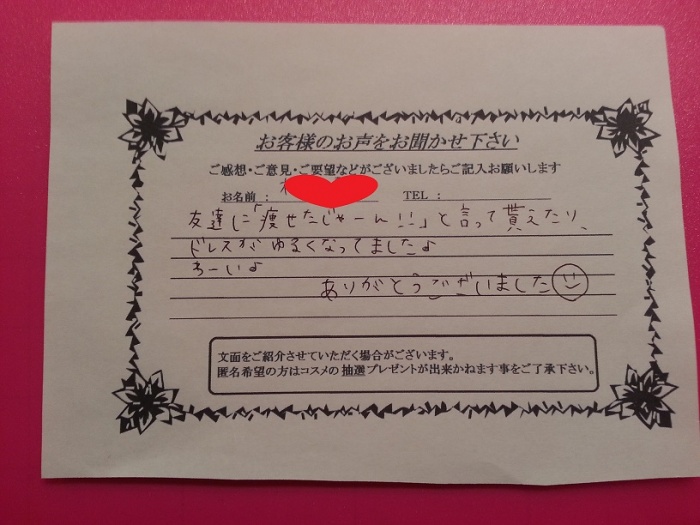 お客様のお声をお聞かせ下さい
ご感想・ご意見・ご要望などがございましたらご記入お願いします
お名前： TEL：
友達に「痩せたじゃーん!!」と言って貰えたり、
ドレスがゆるくなってましたよ
わーいよ
ありがとうございました
文面をご紹介させていただく場合がございます。
匿名希望の方はコスメの抽選プレゼントが出来かねます事をご了承下さい。